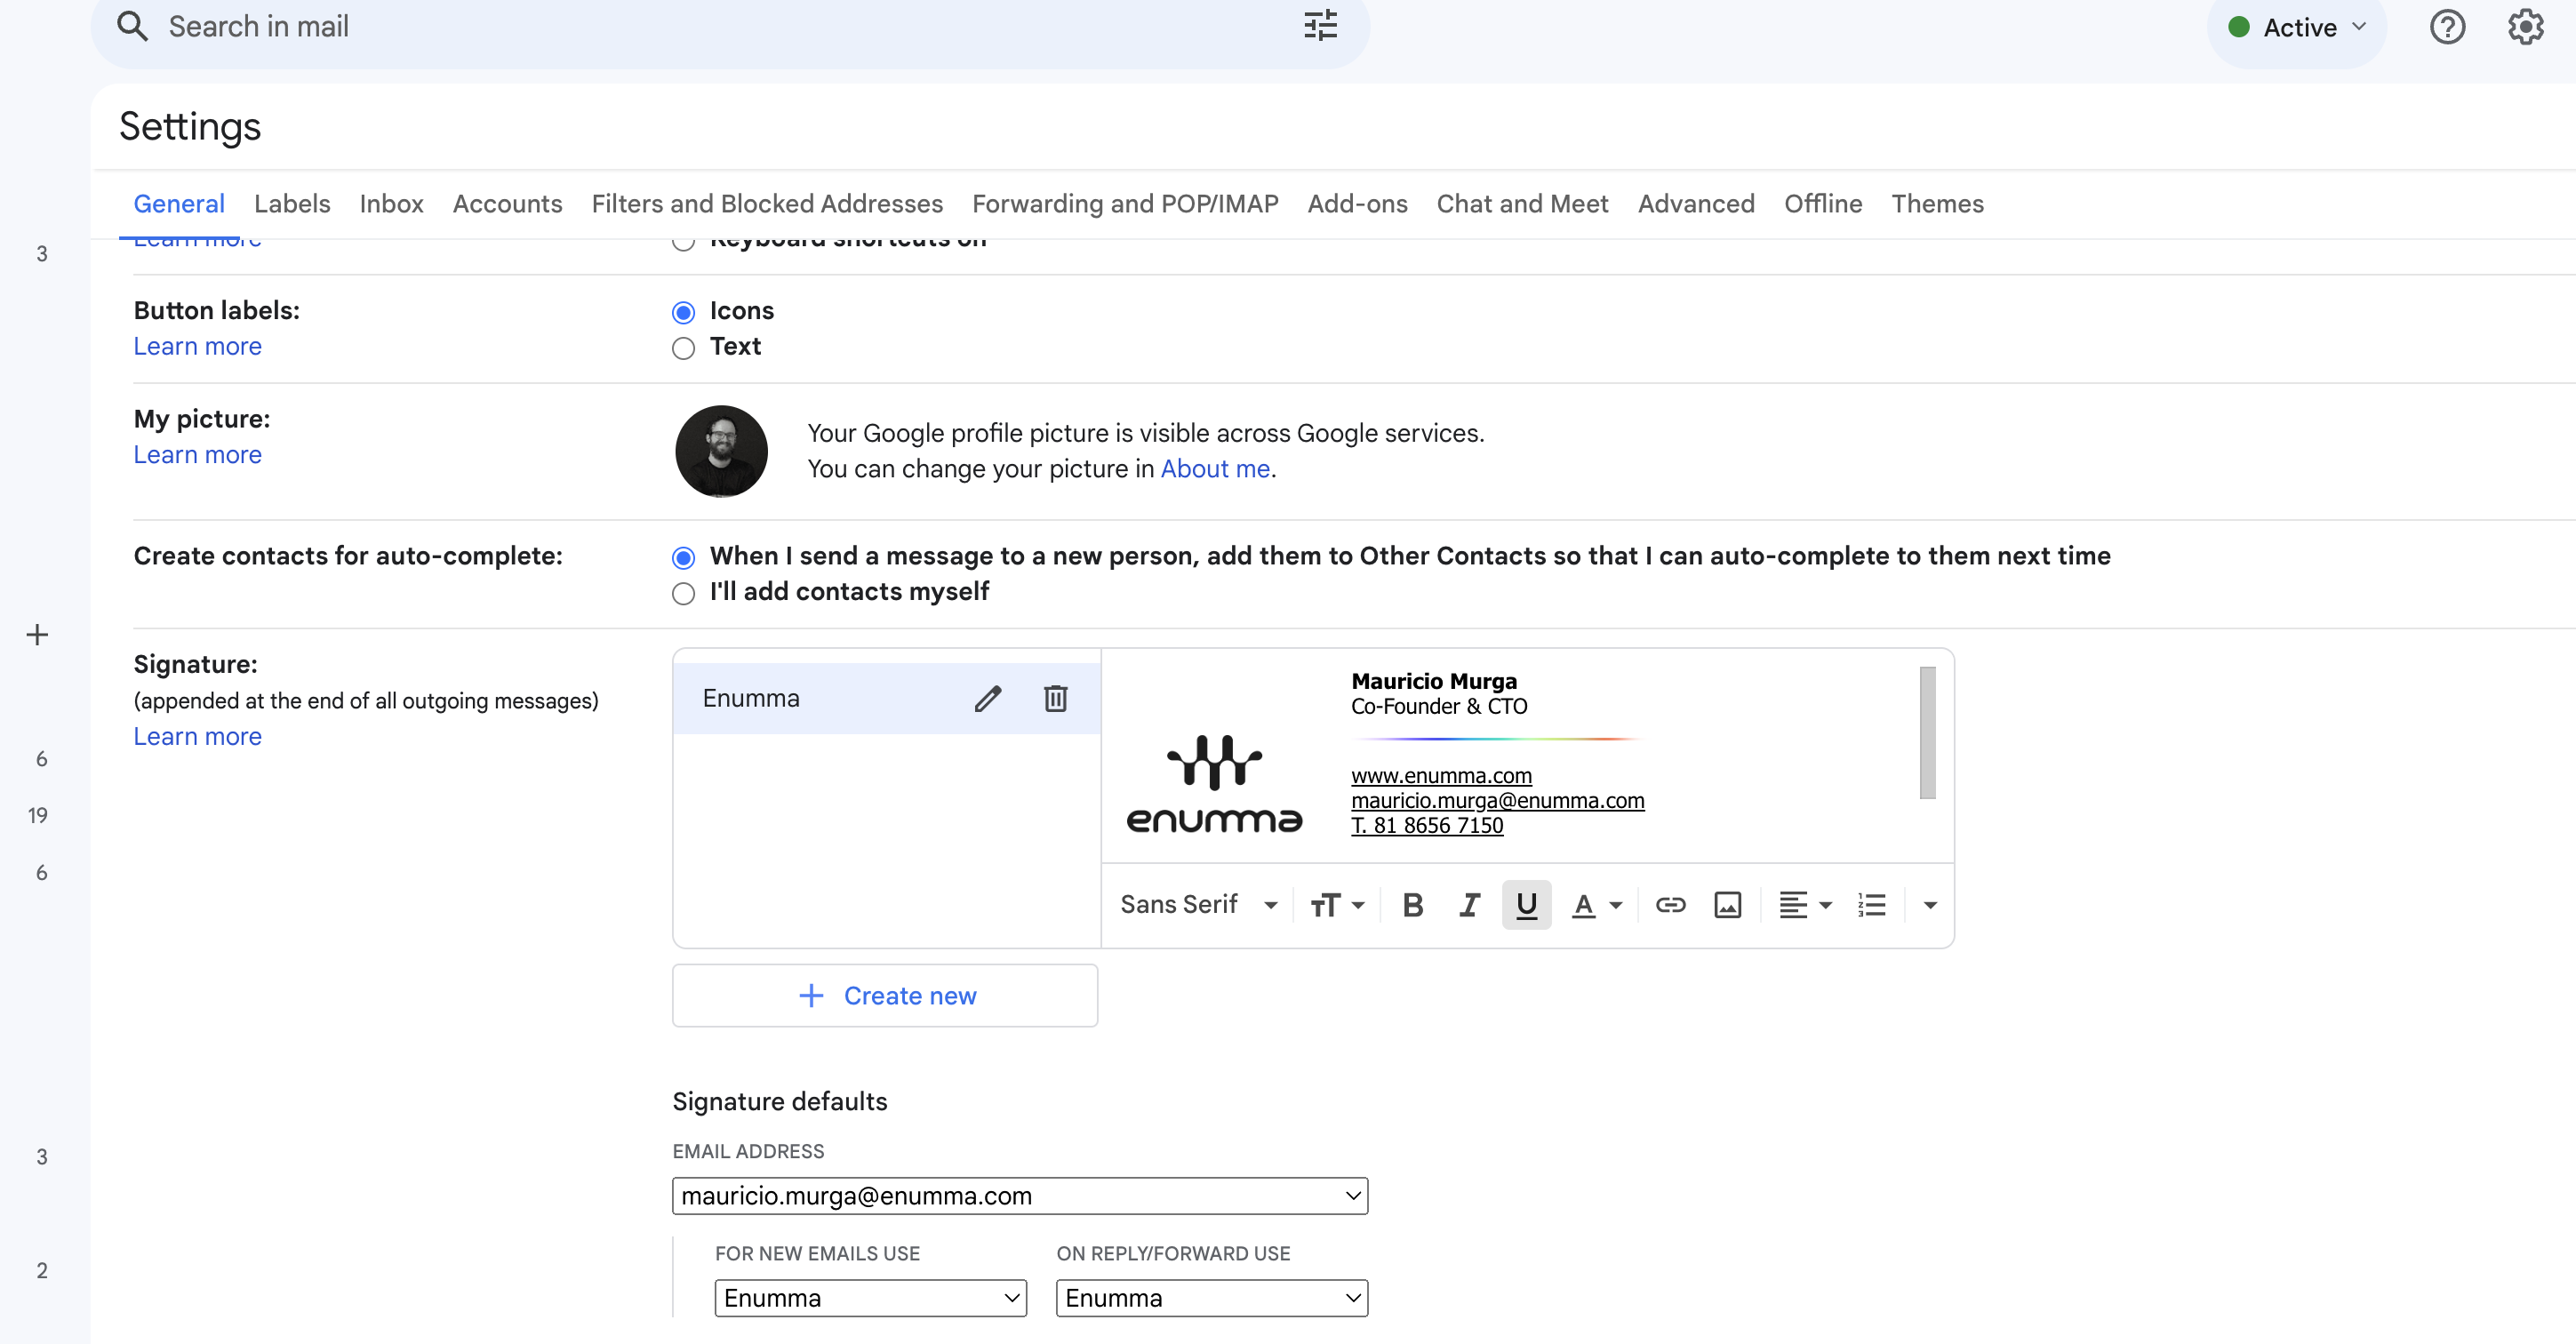 Search in mail
Active
Settings
General Labels Inbox Accounts Filters and Blocked Addresses Forwarding and POP/IMAP Add-ons Chat and Meet Advanced Offline Themes
Learn more
Keyboard shortcuts on
3
Button labels:
Learn more
Icons
Text
My picture:
Learn more
Your Google profile picture is visible across Google services.
You can change your picture in About me.
Create contacts for auto-complete:
When I send a message to a new person, add them to Other Contacts so that I can auto-complete to them next time
I'll add contacts myself
Signature:
(appended at the end of all outgoing messages)
Learn more
6
19
6
Enumma
enumma
Mauricio Murga
Co-Founder & CTO
www.enumma.com
mauricio.murga@enumma.com
T. 81 8656 7150
Sans Serif
Create new
Signature defaults
EMAIL ADDRESS
3
mauricio.murga@enumma.com
FOR NEW EMAILS USE ON REPLY/FORWARD USE
2
Enumma Enumma